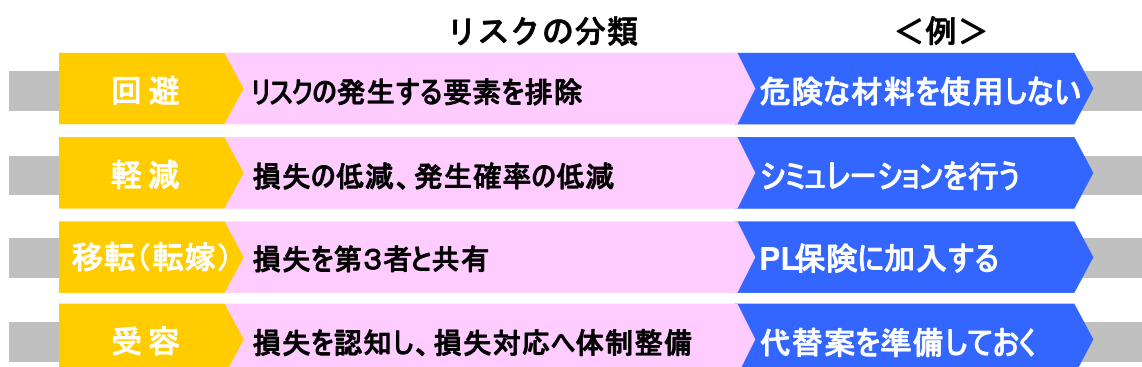 リスクの分類 ＜例＞
回避 リスクの発生する要素を排除 危険な材料を使用しない
軽減 損失の低減、発生確率の低減 シミュレーションを行う
移転（転嫁） 損失を第３者と共有 PL保険に加入する
受容 損失を認知し、損失対応へ体制整備 代替案を準備しておく